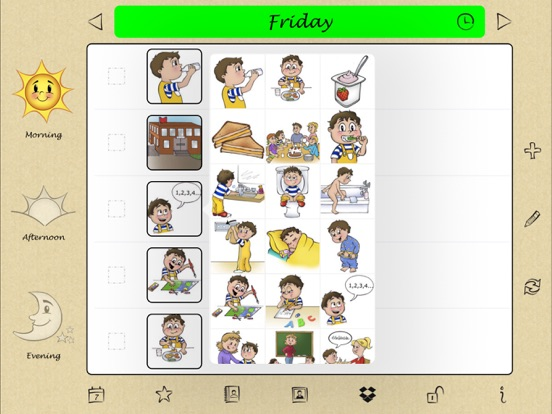 Friday
Morning
1,2,3,4...
Afternoon
1,2,3,4...
A B C
Evening
7
i